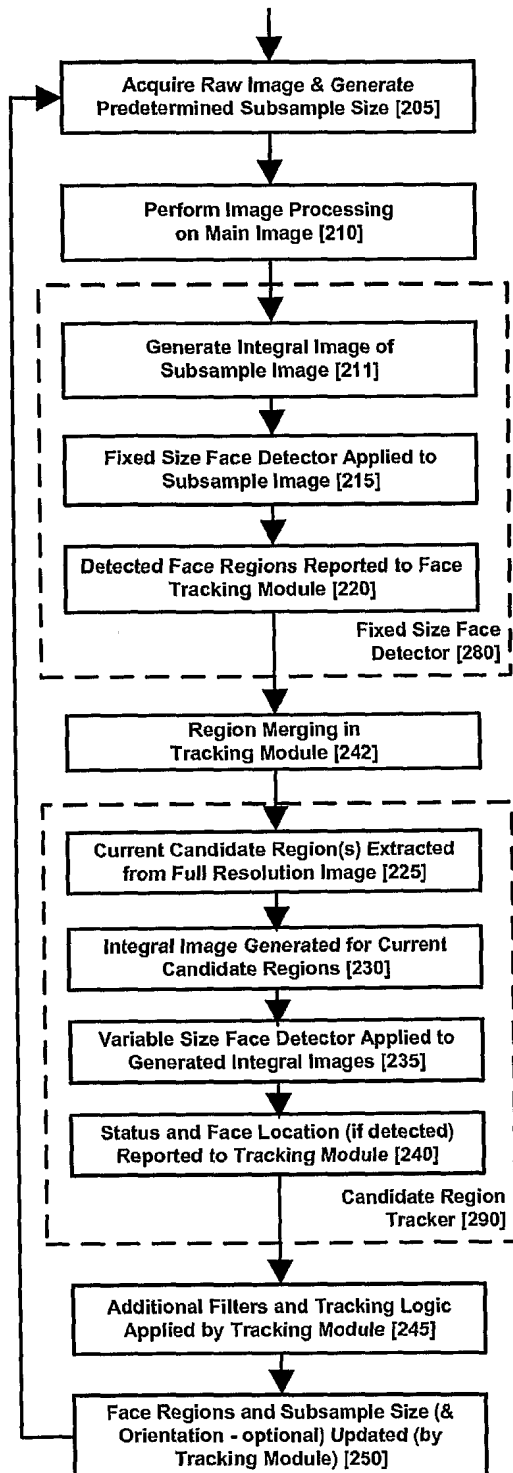 Acquire Raw Image & Generate
Predetermined Subsample Size [205]
Perform Image Processing
on Main Image [210]
Generate Integral Image of
Subsample Image [211]
Fixed Size Face Detector Applied to
Subsample Image [215]
Detected Face Regions Reported to Face
Tracking Module [220]
Fixed Size Face
Detector [280]
Region Merging in
Tracking Module [242]
Current Candidate Region(s) Extracted
from Full Resolution Image [225]
Integral Image Generated for Current
Candidate Regions [230]
Variable Size Face Detector Applied to
Generated Integral Images [235]
Status and Face Location (if detected)
Reported to Tracking Module [240]
Candidate Region
Tracker [290]
Additional Filters and Tracking Logic
Applied by Tracking Module [245]
Face Regions and Subsample Size (&
Orientation - optional) Updated (by
Tracking Module) [250]